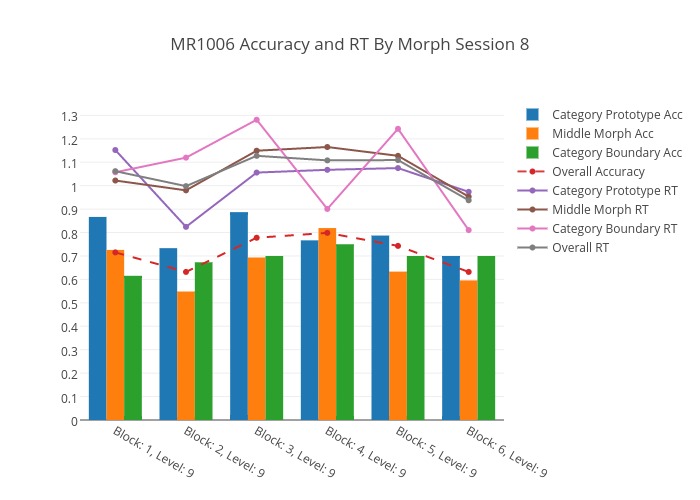 MR1006 Accuracy and RT By Morph Session 8
1.3
1.2
1.1
1
0.9
0.8
0.7
0.6
0.5
0.4
0.3
0.2
0.1
0
Block: 1, Level: 9
Block: 2, Level: 9
Block: 3, Level: 9
Block: 4, Level: 9
Block: 5, Level: 9
Block: 6, Level: 9
Category Prototype Acc
Middle Morph Acc
Category Boundary Acc
Overall Accuracy
Category Prototype RT
Middle Morph RT
Category Boundary RT
Overall RT